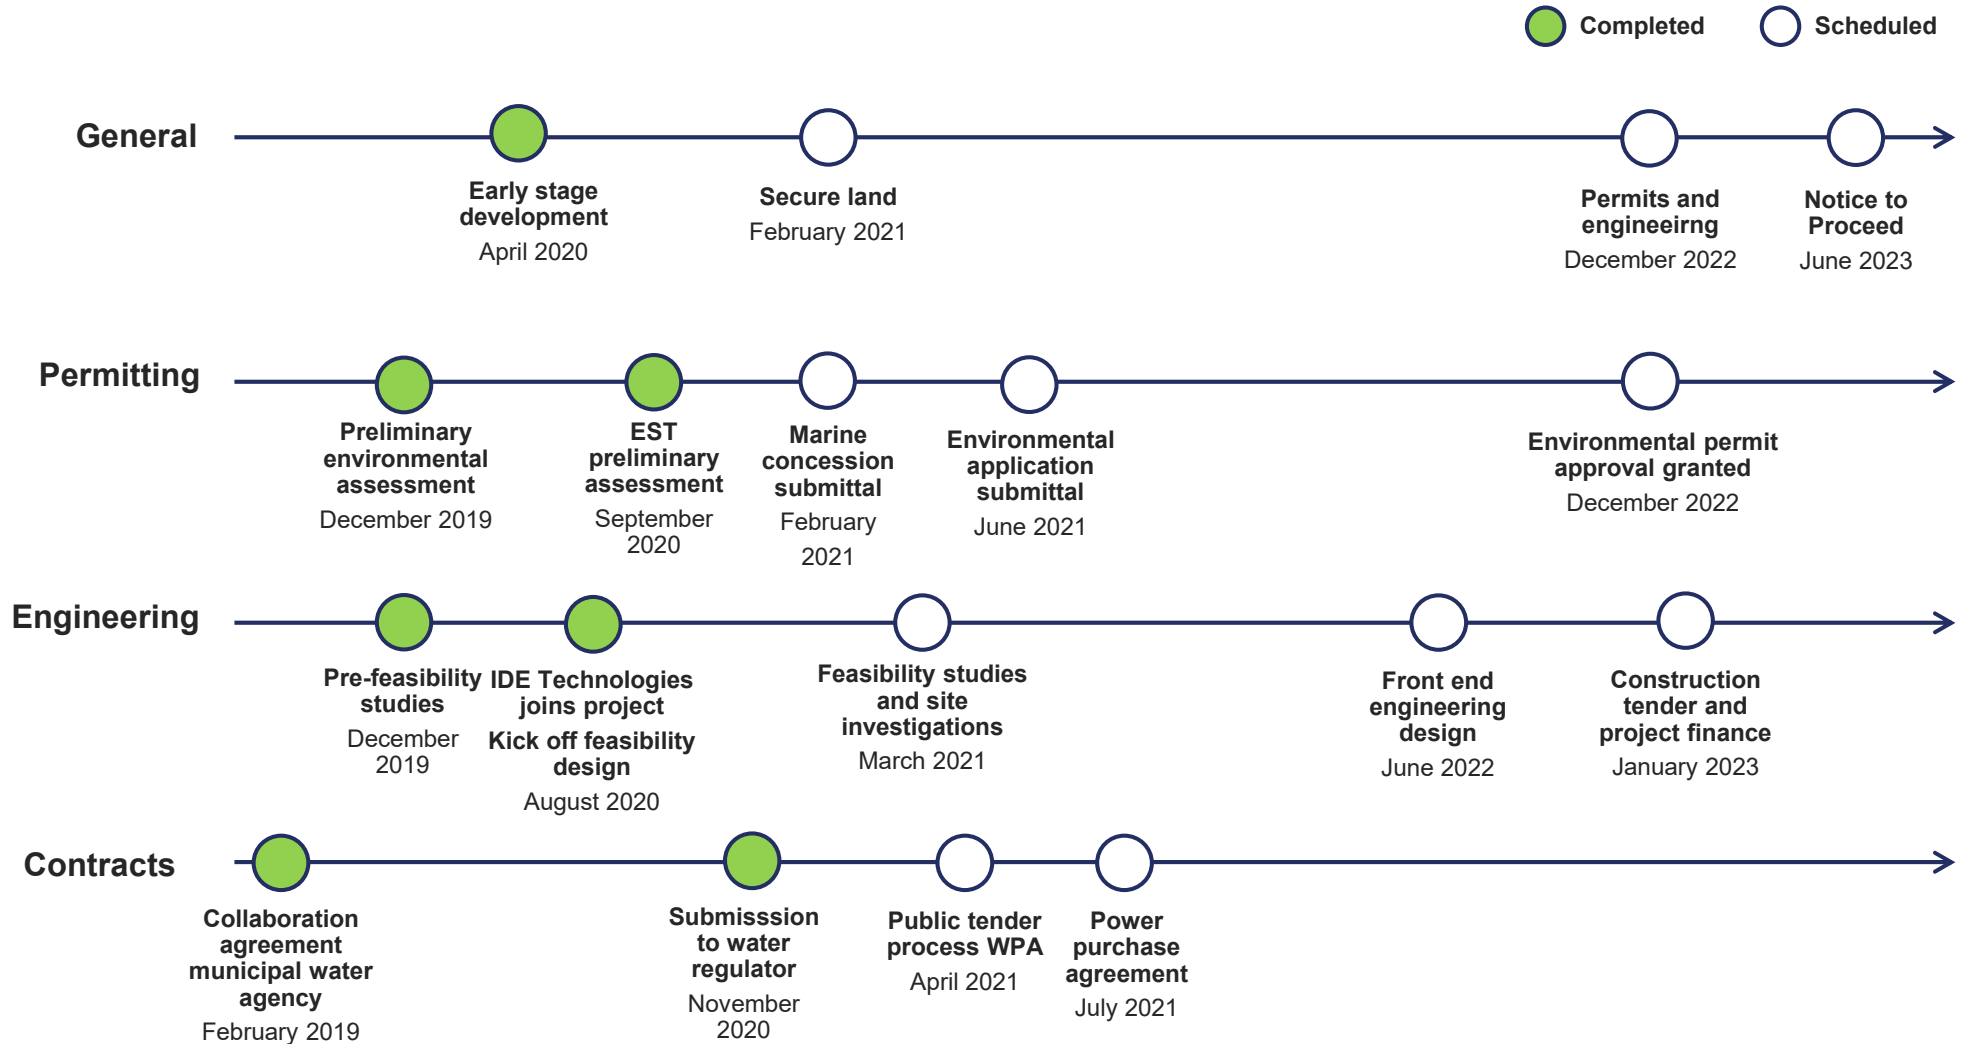 Completed
Scheduled
General
Early stage
development
April 2020
Secure land
February 2021
Permits and
engineeirng
December 2022
Notice to
Proceed
June 2023
Permitting
Preliminary
environmental
assessment
December 2019
EST
preliminary
assessment
September
2020
Marine
concession
submittal
February
2021
Environmental
application
submittal
June 2021
Environmental permit
approval granted
December 2022
Engineering
Pre-feasibility
studies
December
2019
IDE Technologies
joins project
Kick off feasibility
design
August 2020
Feasibility studies
and site
investigations
March 2021
Front end
engineering
design
June 2022
Construction
tender and
project finance
January 2023
Contracts
Collaboration
agreement
municipal water
agency
February 2019
Submisssion
to water
regulator
November
2020
Public tender
process WPA
April 2021
Power
purchase
agreement
July 2021